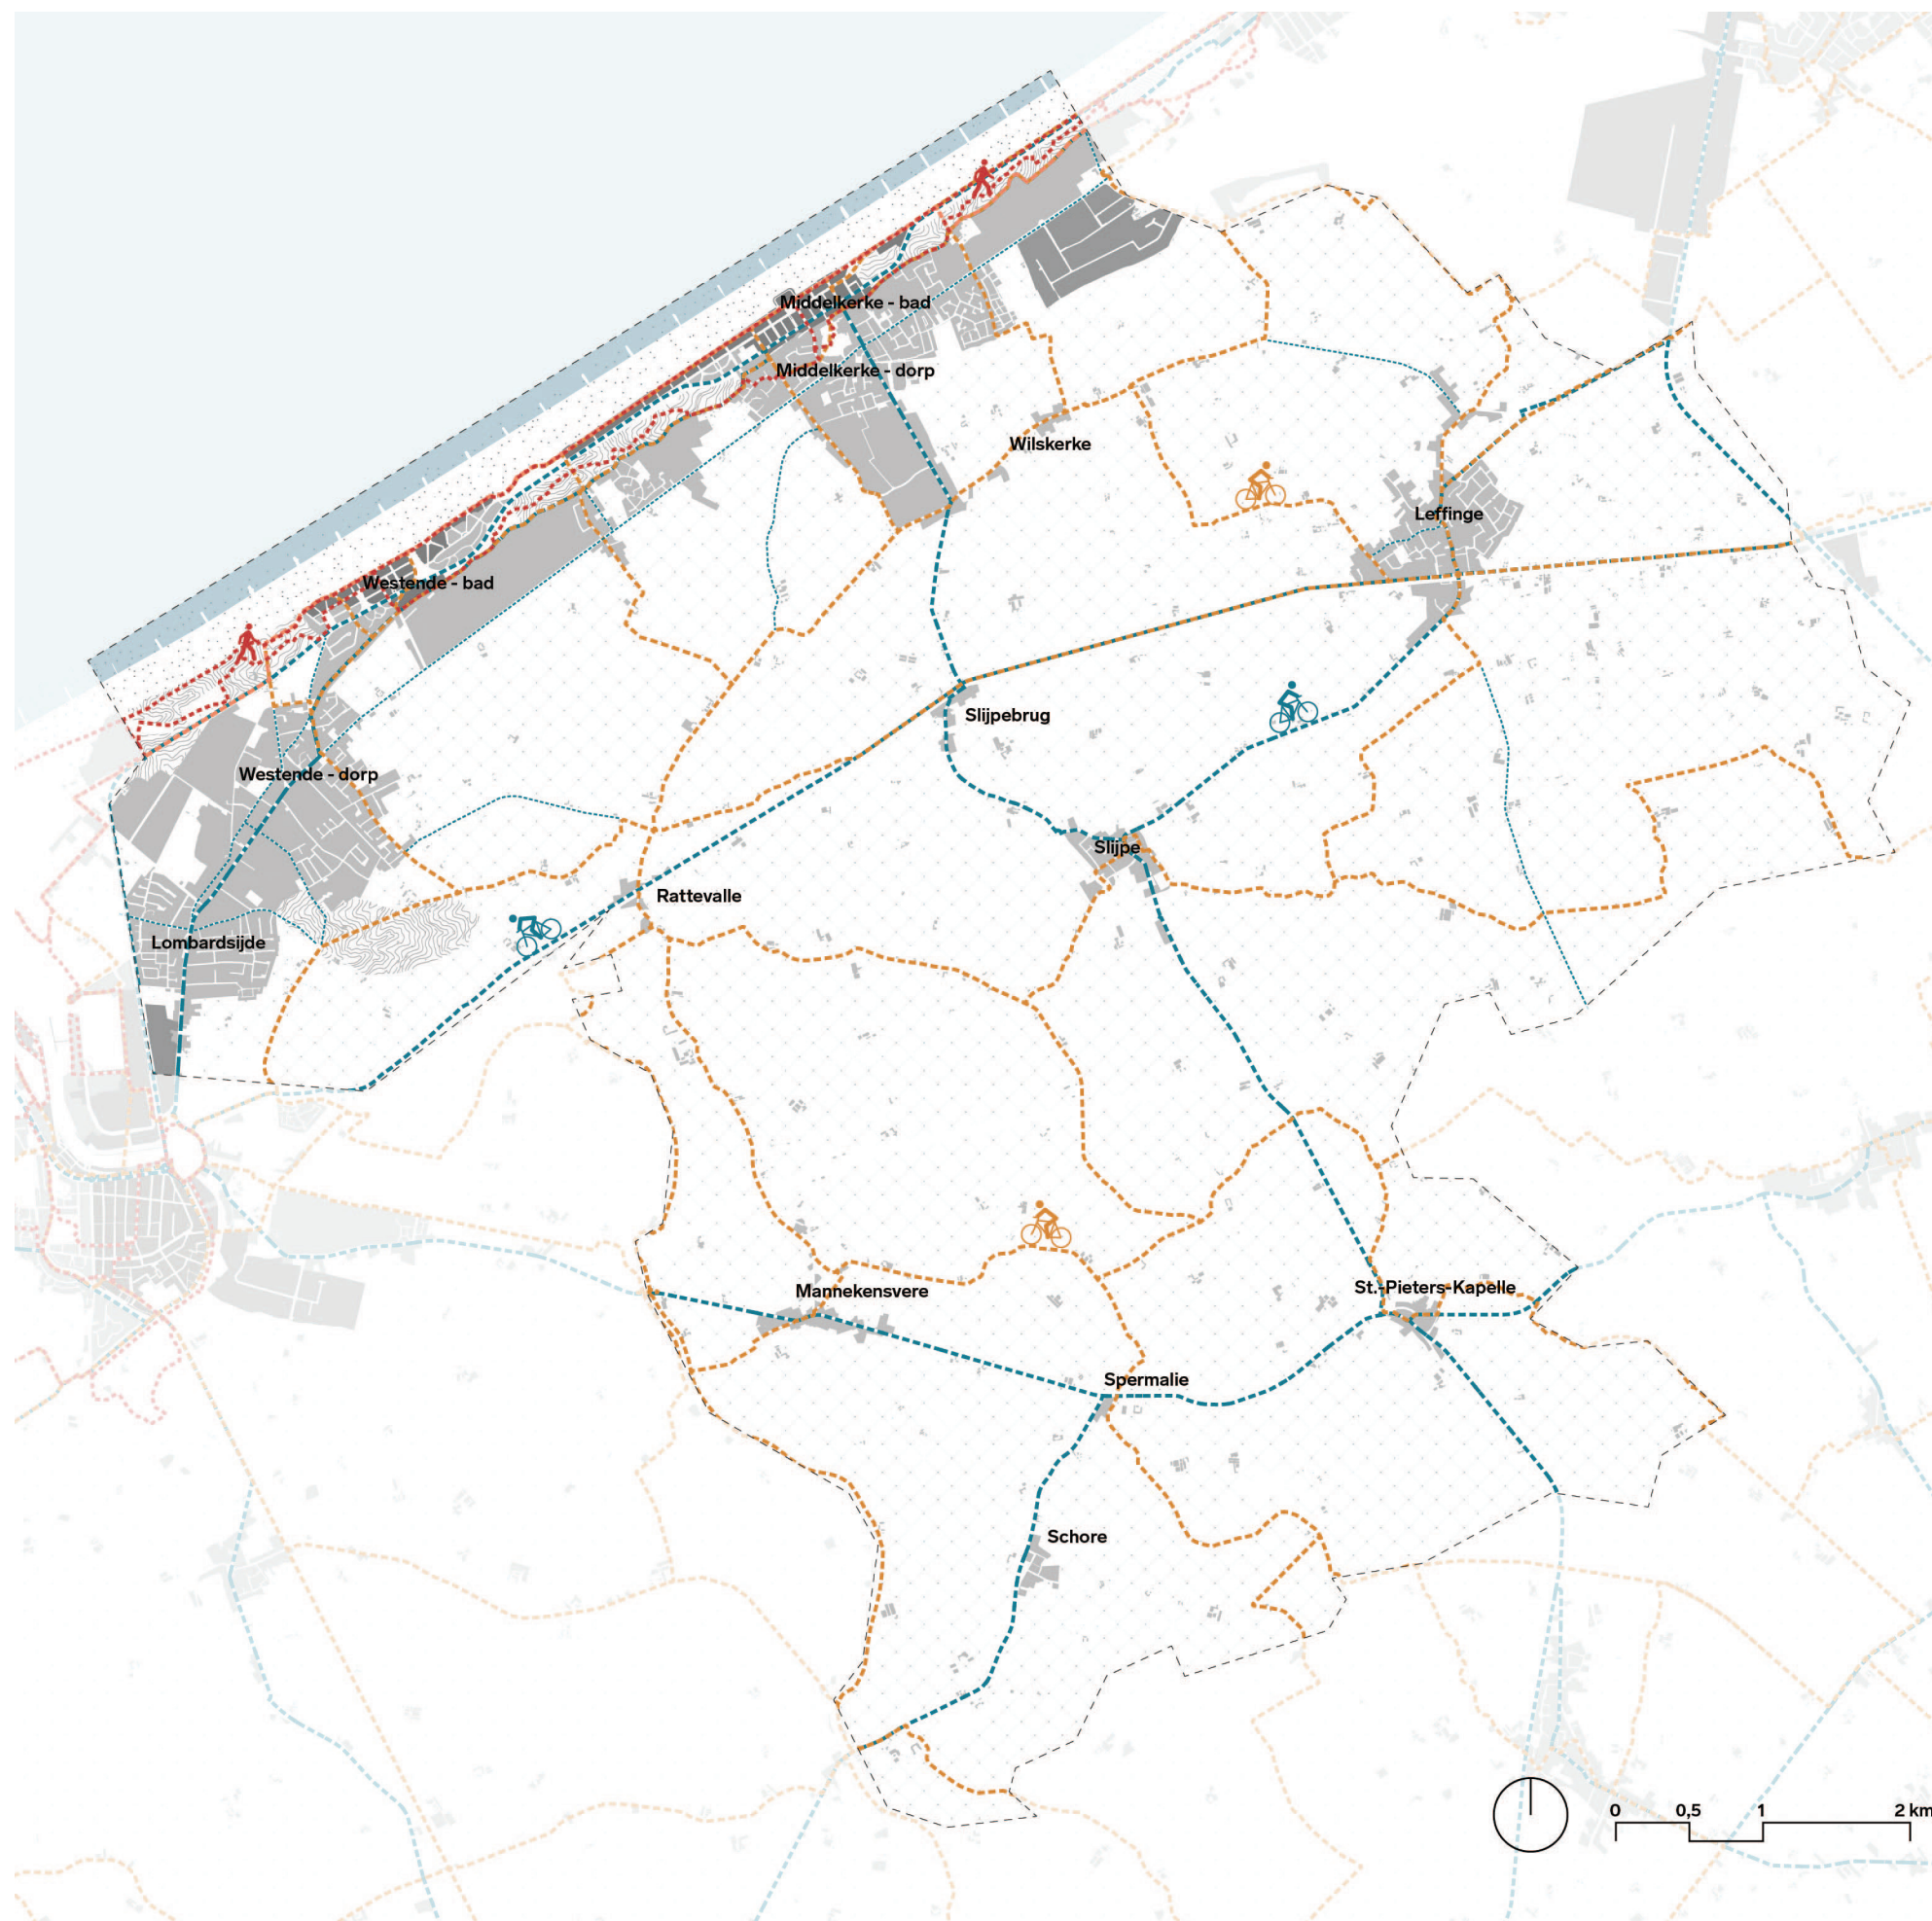 Middelkerke - bad
Middelkerke - dorp
Wilskerke
Leffinge
Westende - bad
Slijpebrug
Westende - dorp
Slijpe
Rattevalle
Lombardsijde
Mannekensvere
St.-Pieters-Kapelle
Spermalie
Schore
0 0,5 1 2 km